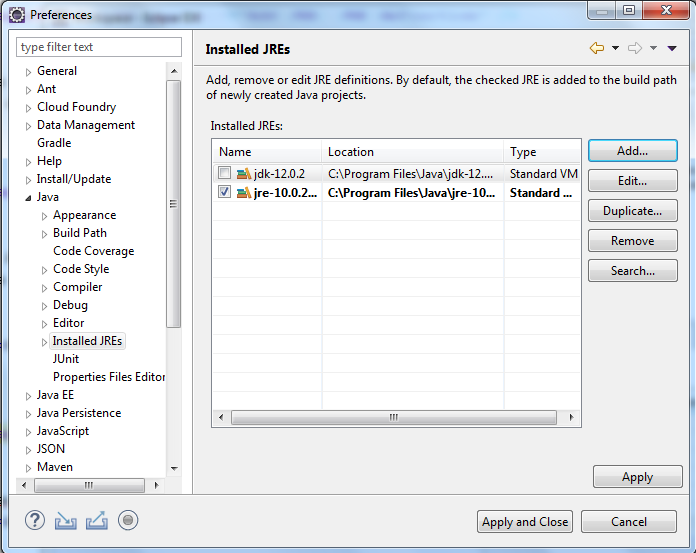 Preferences
type filter text
General
Ant
Cloud Foundry
Data Management
Gradle
Help
Install/Update
Java
Appearance
Build Path
Code Coverage
Code Style
Compiler
Debug
Editor
Installed JREs
JUnit
Properties Files Editor
Java EE
Java Persistence
JavaScript
JSON
Maven
Installed JREs
Add, remove or edit JRE definitions. By default, the checked JRE is added to the build path
of newly created Java projects.
Installed JREs:
Name Location Type
jdk-12.0.2 C:\Program Files\Java\jdk-12.... Standard VM
jre-10.0.2... C:\Program Files\Java\jre-10... Standard ...
Add...
Edit...
Duplicate...
Remove
Search...
Apply
Apply and Close Cancel